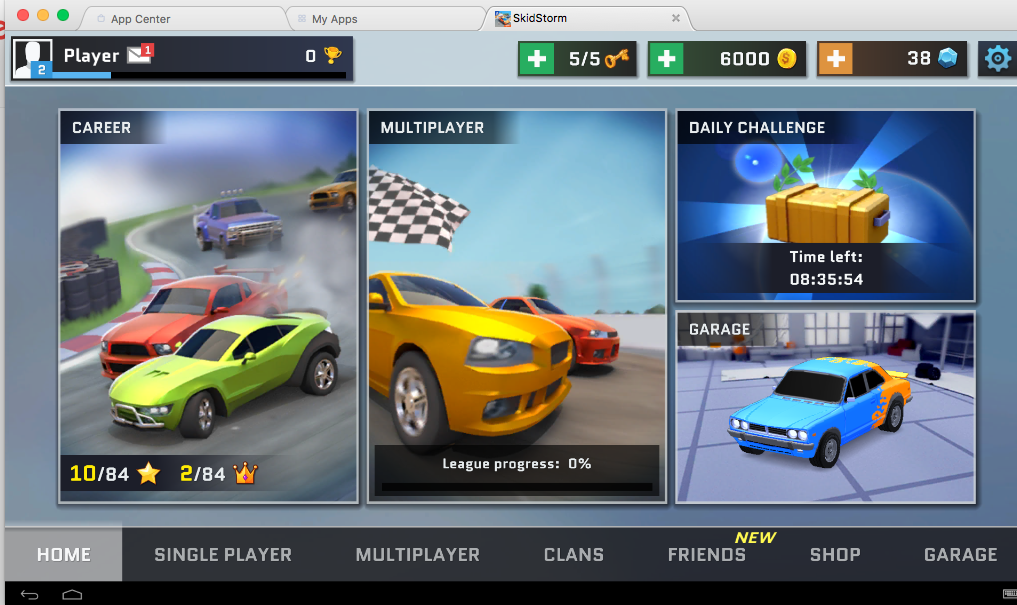 App Center
My Apps
SkidStorm
Player
1
2
0
5/5
6000
38
CAREER
10/84
2/84
MULTIPLAYER
League progress: 0%
DAILY CHALLENGE
Time left:
08:35:54
GARAGE
HOME
SINGLE PLAYER
MULTIPLAYER
CLANS
FRIENDS
NEW
SHOP
GARAGE